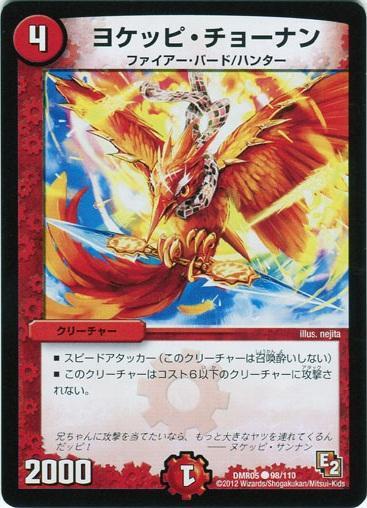 4
ヨケッピ・チョーナン
ファイアー・バード/ハンター
クリーチャー
illus. nejita
■ スピードアタッカー(このクリーチャーは召喚酔いしない)
■ このクリーチャーはコスト6以下のクリーチャーに攻撃
されない。
兄ちゃんに攻撃を当てたいなら、もっと大きなヤツを連れてくるん
だッピ! —— ヌケッピ・サンナン
2000
1
E2
DMR05 ● 98/110
©2012 Wizards/Shogakukan/Mitsui-Kids